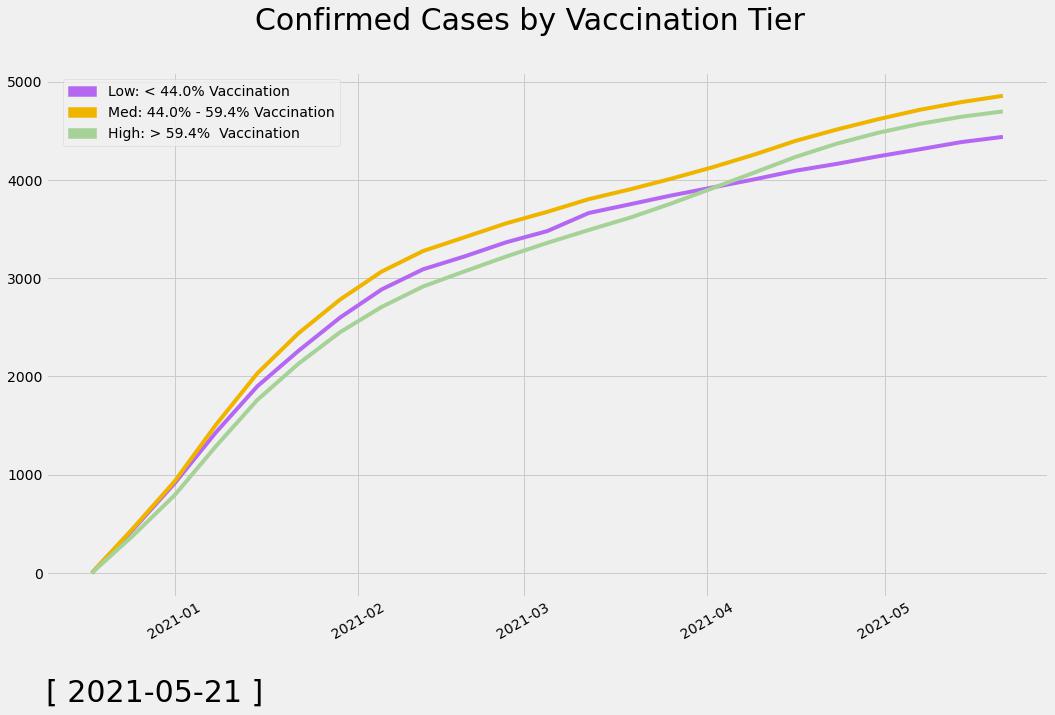 Confirmed Cases by Vaccination Tier
5000
4000
3000
2000
1000
0
Low: < 44.0% Vaccination
Med: 44.0% - 59.4% Vaccination
High: > 59.4%  Vaccination
2021-01
2021-02
2021-03
2021-04
2021-05
[ 2021-05-21 ]